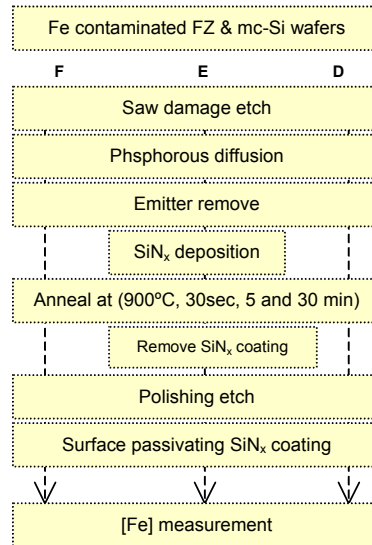 Fe contaminated FZ & mc-Si wafers
F E D
Saw damage etch
Phsphorous diffusion
Emitter remove
SiNx deposition
Anneal at (900ºC, 30sec, 5 and 30 min)
Remove SiNx coating
Polishing etch
Surface passivating SiNx coating
[Fe] measurement